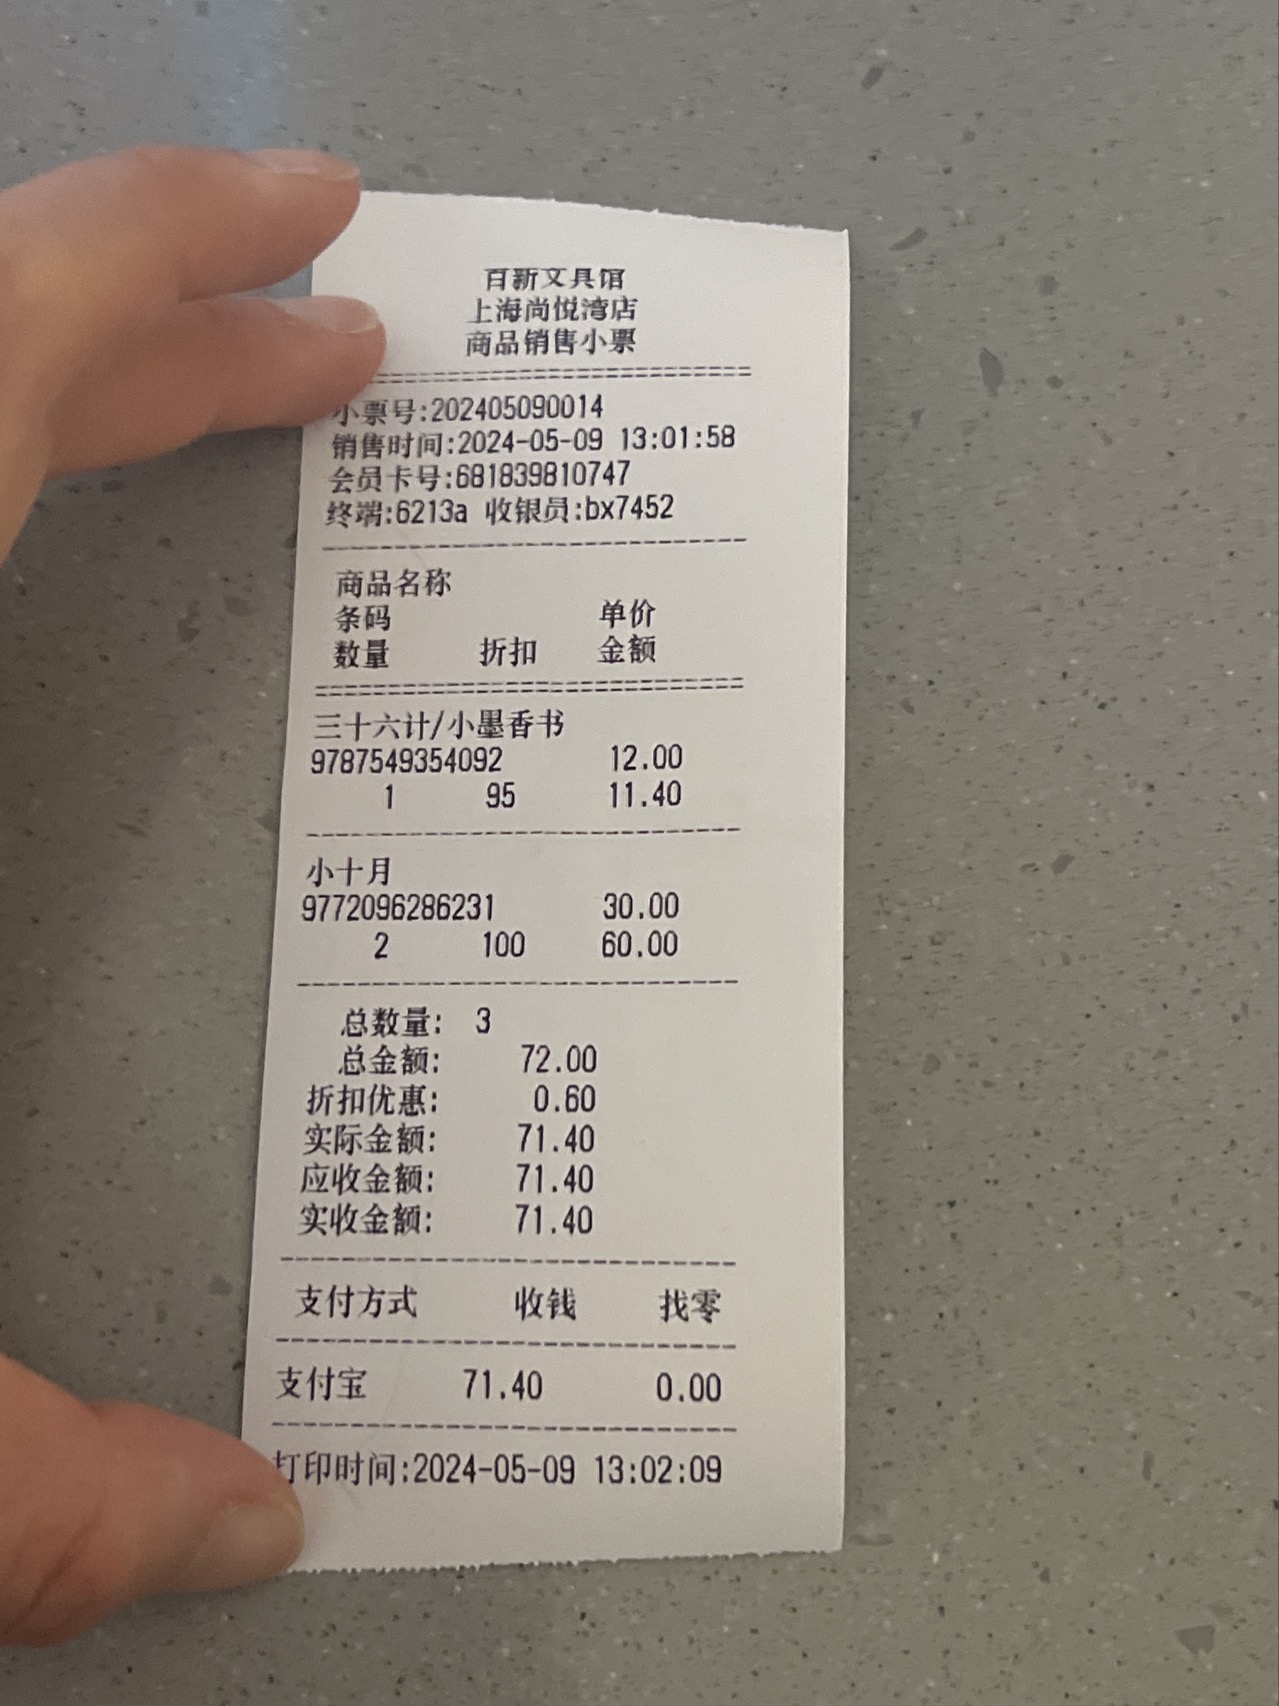 百新文具馆
上海尚悦湾店
商品销售小票
==============================
小票号:202405090014
销售时间:2024-05-09 13:01:58
会员卡号:681839810747
终端:6213a 收银员:bx7452
------------------------------
商品名称
条码 单价
数量 折扣 金额
==============================
三十六计/小墨香书
9787549354092 12.00
1 95 11.40
------------------------------
小十月
9772096286231 30.00
2 100 60.00
------------------------------
总数量: 3
总金额: 72.00
折扣优惠: 0.60
实际金额: 71.40
应收金额: 71.40
实收金额: 71.40
------------------------------
支付方式 收钱 找零
------------------------------
支付宝 71.40 0.00
------------------------------
打印时间:2024-05-09 13:02:09